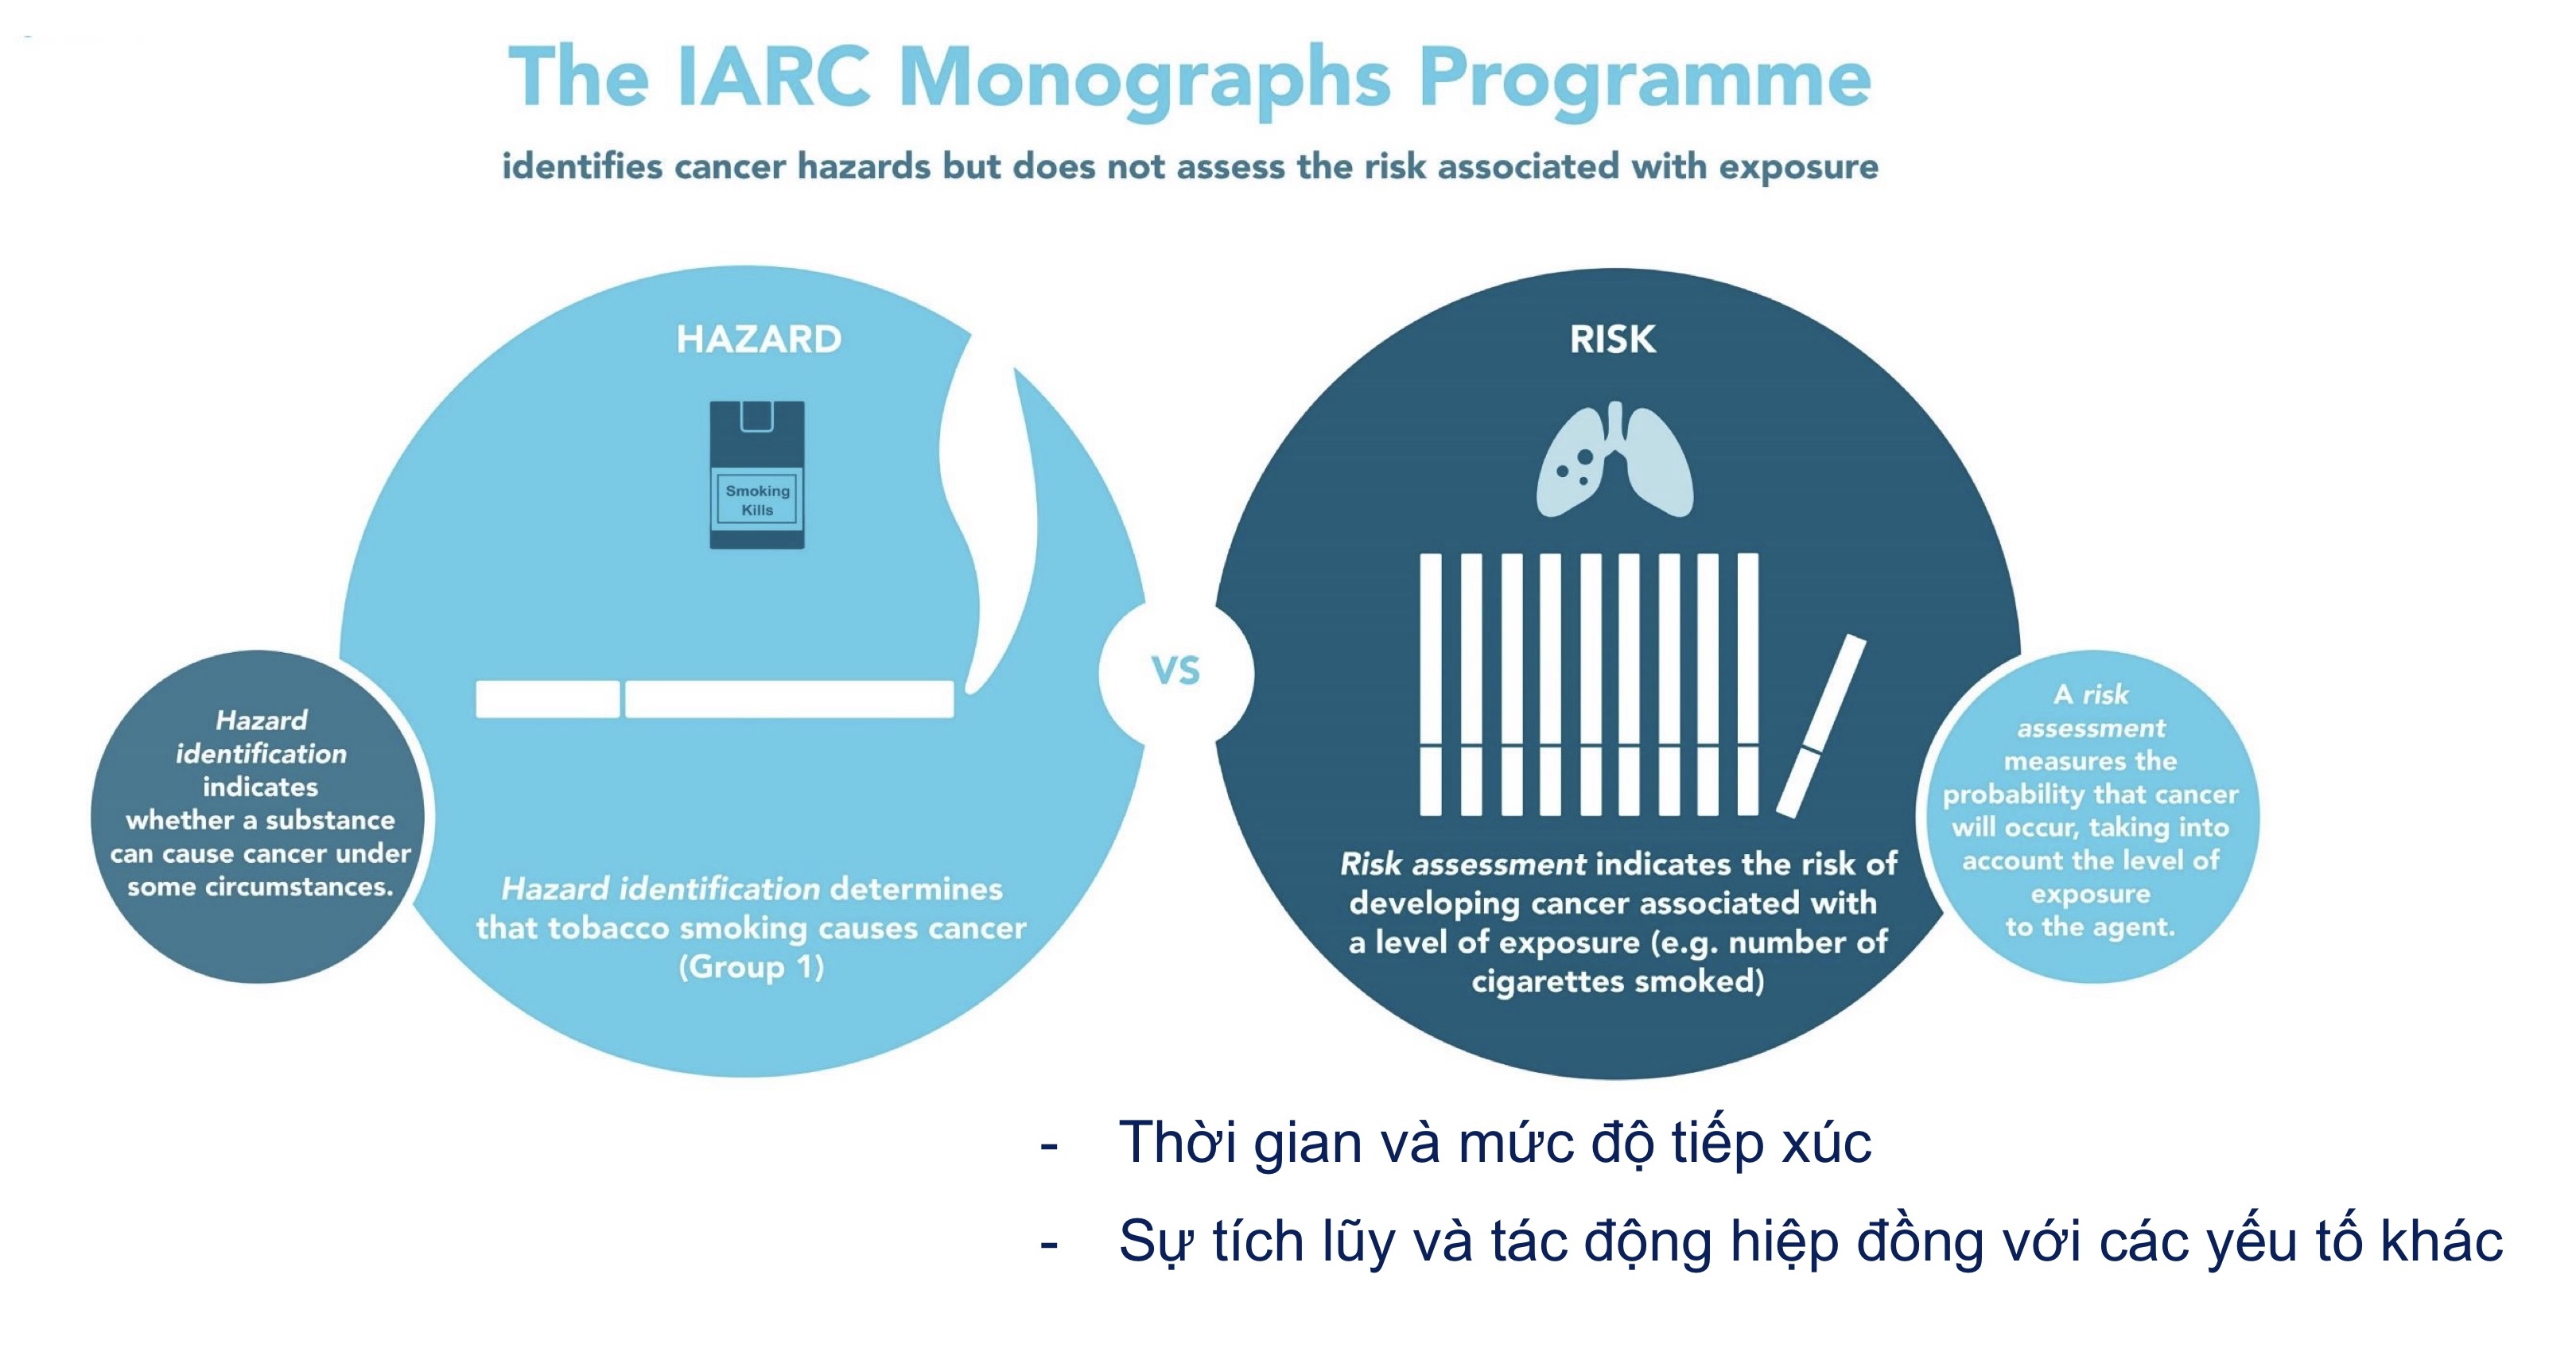 The IARC Monographs Programme
identifies cancer hazards but does not assess the risk associated with exposure
HAZARD
Smoking
Kills
Hazard
identification
indicates
whether a substance
can cause cancer under
some circumstances.
Hazard identification determines
that tobacco smoking causes cancer
(Group 1)
VS
RISK
Risk assessment indicates the risk of
developing cancer associated with
a level of exposure (e.g. number of
cigarettes smoked)
A risk
assessment
measures the
probability that cancer
will occur, taking into
account the level of
exposure
to the agent.
- Thời gian và mức độ tiếp xúc
- Sự tích lũy và tác động hiệp đồng với các yếu tố khác